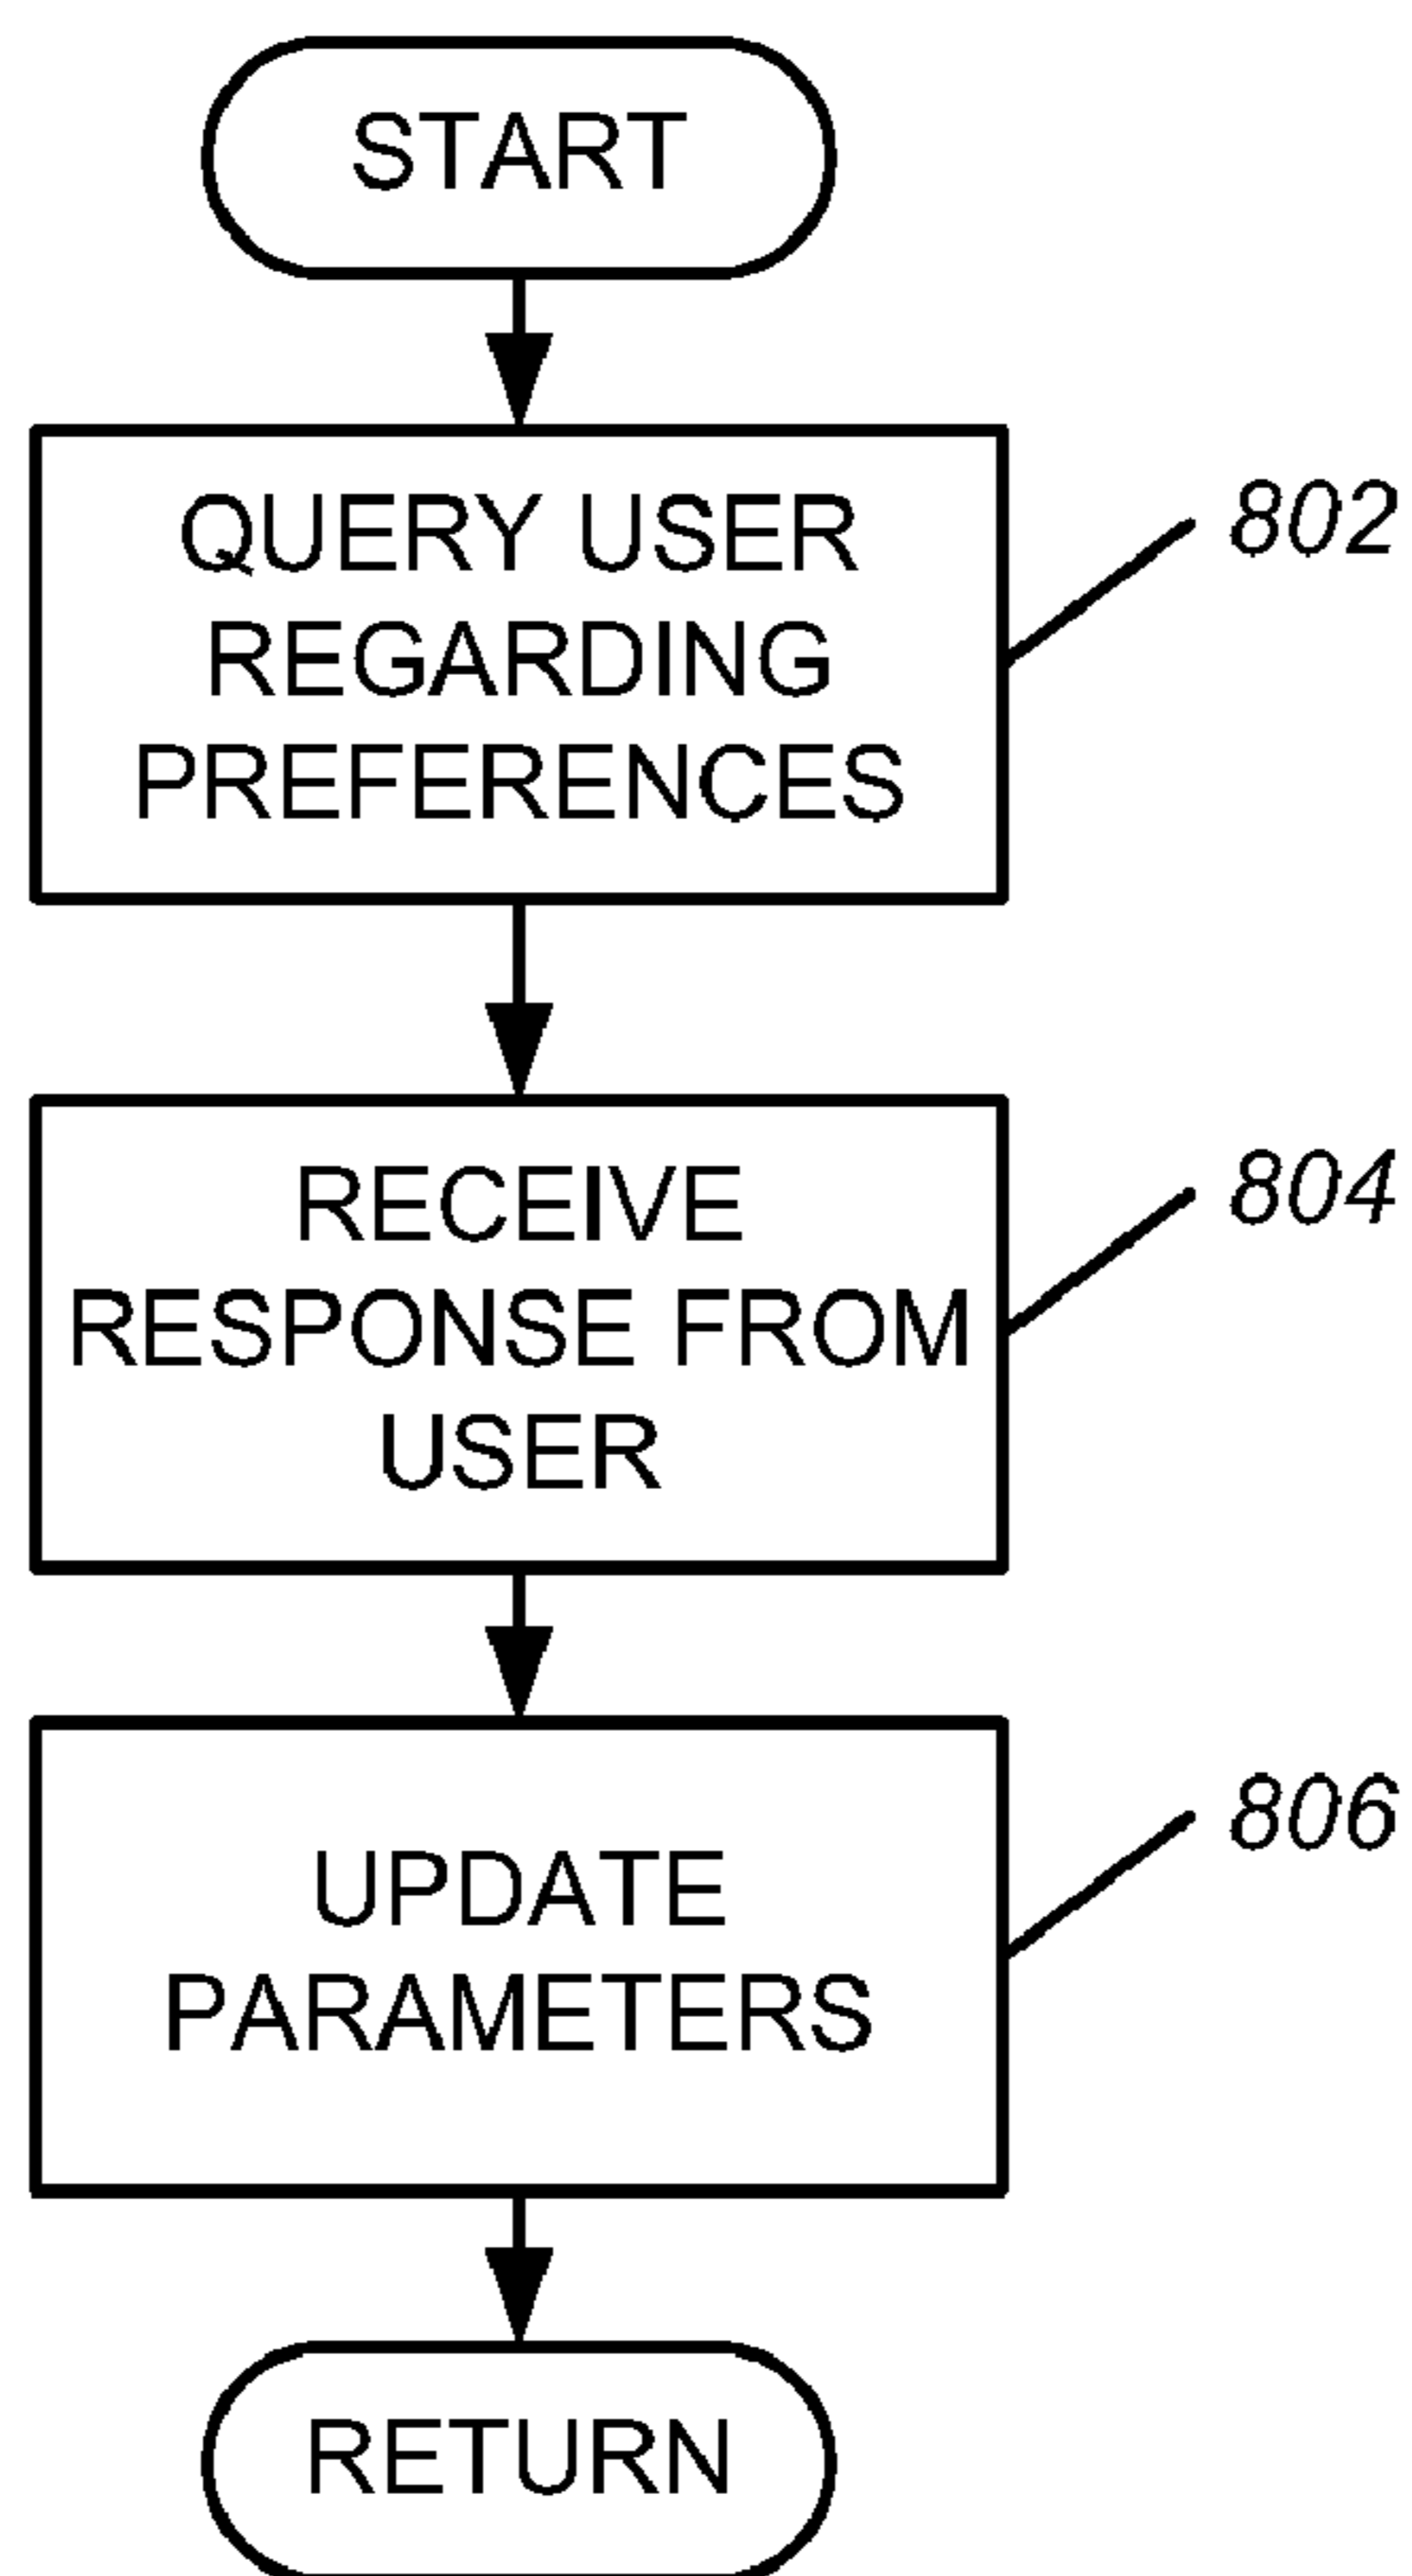 START
QUERY USER
REGARDING
PREFERENCES
802
RECEIVE
RESPONSE FROM
USER
804
UPDATE
PARAMETERS
806
RETURN